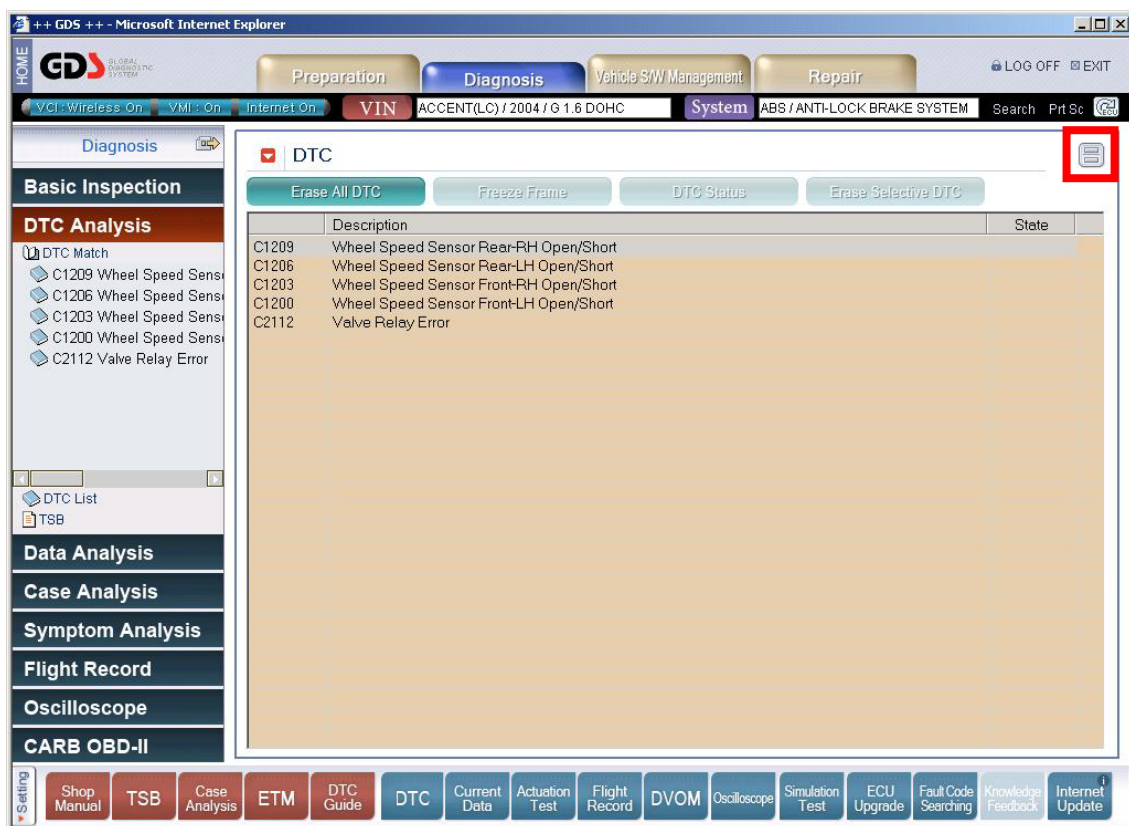 ++ GDS ++ - Microsoft Internet Explorer
HOME
GDS GLOBAL DIAGNOSTIC SYSTEM
Preparation
Diagnosis
Vehicle S/W Management
Repair
LOG OFF
EXIT
VCI : Wireless On
VMI : On
Internet On
VIN
ACCENT(LC) / 2004 / G 1.6 DOHC
System
ABS / ANTI-LOCK BRAKE SYSTEM
Search
Prt Sc
ECU
Diagnosis
Basic Inspection
DTC Analysis
DTC Match
C1209 Wheel Speed Sens
C1206 Wheel Speed Sens
C1203 Wheel Speed Sens
C1200 Wheel Speed Sens
C2112 Valve Relay Error
DTC List
TSB
Data Analysis
Case Analysis
Symptom Analysis
Flight Record
Oscilloscope
CARB OBD-II
DTC
Erase All DTC
Freeze Frame
DTC Status
Erase Selective DTC
Description State
C1209 Wheel Speed Sensor Rear-RH Open/Short
C1206 Wheel Speed Sensor Rear-LH Open/Short
C1203 Wheel Speed Sensor Front-RH Open/Short
C1200 Wheel Speed Sensor Front-LH Open/Short
C2112 Valve Relay Error
Setting
Shop
Manual
TSB
Case
Analysis
ETM
DTC
Guide
DTC
Current
Data
Actuation
Test
Flight
Record
DVOM
Oscilloscope
Simulation
Test
ECU
Upgrade
Fault Code
Searching
Knowledge
Feedback
Internet
Update